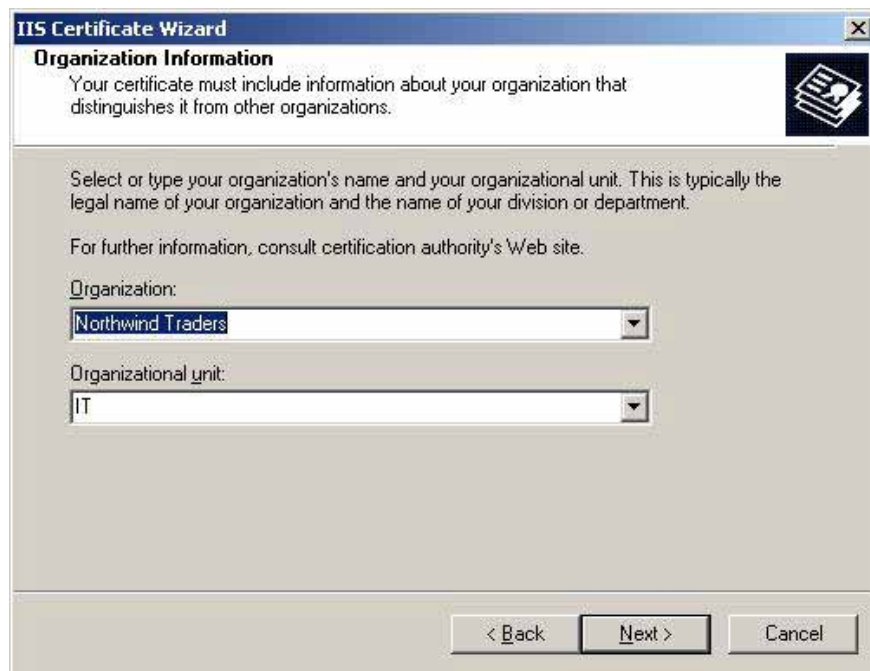 IIS Certificate Wizard
Organization Information
Your certificate must include information about your organization that
distinguishes it from other organizations.
Select or type your organization's name and your organizational unit. This is typically the
legal name of your organization and the name of your division or department.
For further information, consult certification authority's Web site.
Organization:
Northwind Traders
Organizational unit:
IT
< Back
Next >
Cancel